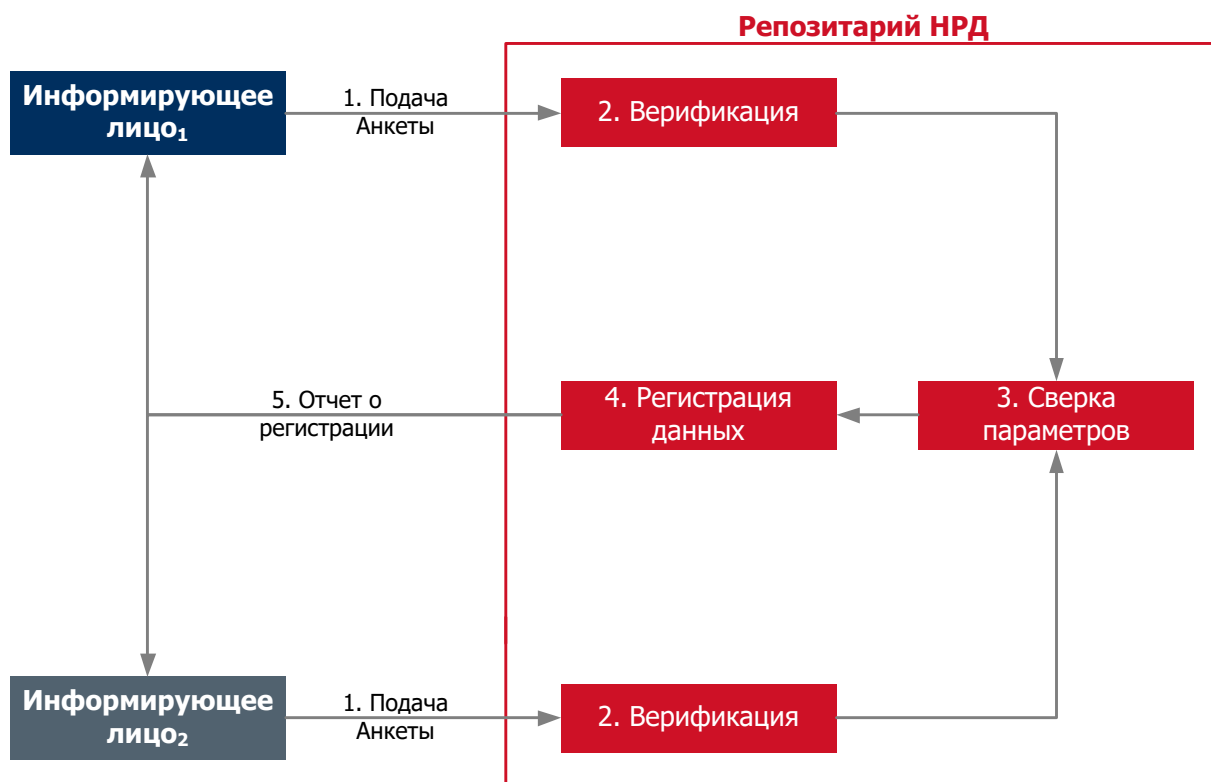 Репозитарий НРД
Информирующее
лицо₁
1. Подача
Анкеты
2. Верификация
5. Отчет о
регистрации
4. Регистрация
данных
3. Сверка
параметров
Информирующее
лицо₂
1. Подача
Анкеты
2. Верификация